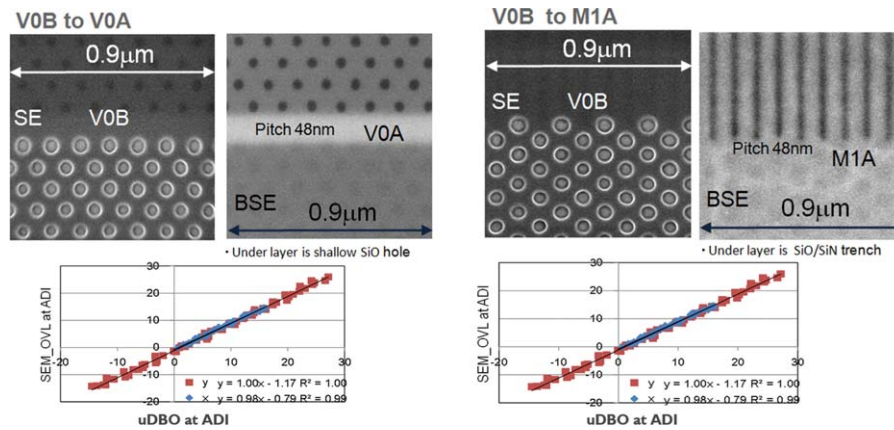 V0B to V0A
0.9μm
SE V0B
Pitch 48nm V0A
BSE
0.9μm
・Under layer is shallow SiO hole
SEM_OVL at ADI
30
20
10
0
-10
-20
-20 -10 0 10 20 30
y y = 1.00x - 1.17 R² = 1.00
x y = 0.98x - 0.79 R² = 0.99
uDBO at ADI
V0B to M1A
0.9μm
SE V0B
Pitch 48nm
M1A
BSE
0.9μm
・Under layer is SiO/SiN trench
SEM_OVL at ADI
30
20
10
0
-10
-20
-20 -10 0 10 20 30
y y = 1.00x - 1.17 R² = 1.00
x y = 0.98x - 0.79 R² = 0.99
uDBO at ADI